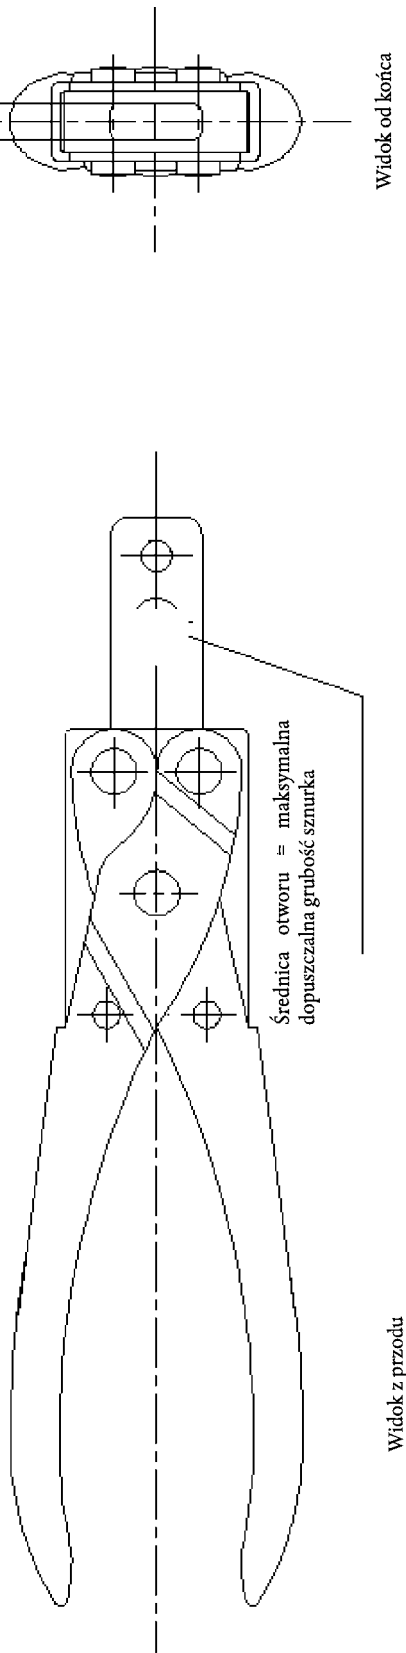 Widok od końca
Średnica otworu = maksymalna
dopuszczalna grubość sznurka
Widok z przodu